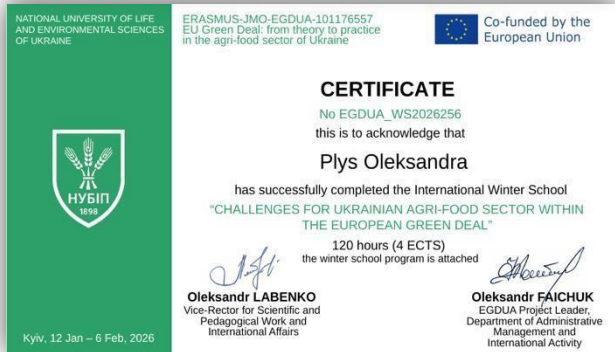 NATIONAL UNIVERSITY OF LIFE
AND ENVIRONMENTAL SCIENCES
OF UKRAINE
НУБІП
1898
Kyiv, 12 Jan – 6 Feb, 2026
ERASMUS-JMO-EGDUA-101176557
EU Green Deal: from theory to practice
in the agri-food sector of Ukraine
Co-funded by the
European Union
CERTIFICATE
No EGDUA_WS2026256
this is to acknowledge that
Plys Oleksandra
has successfully completed the International Winter School
“CHALLENGES FOR UKRAINIAN AGRI-FOOD SECTOR WITHIN
THE EUROPEAN GREEN DEAL”
120 hours (4 ECTS)
the winter school program is attached
Oleksandr LABENKO
Vice-Rector for Scientific and
Pedagogical Work and
International Affairs
Oleksandr FAICHUK
EGDUA Project Leader,
Department of Administrative
Management and
International Activity